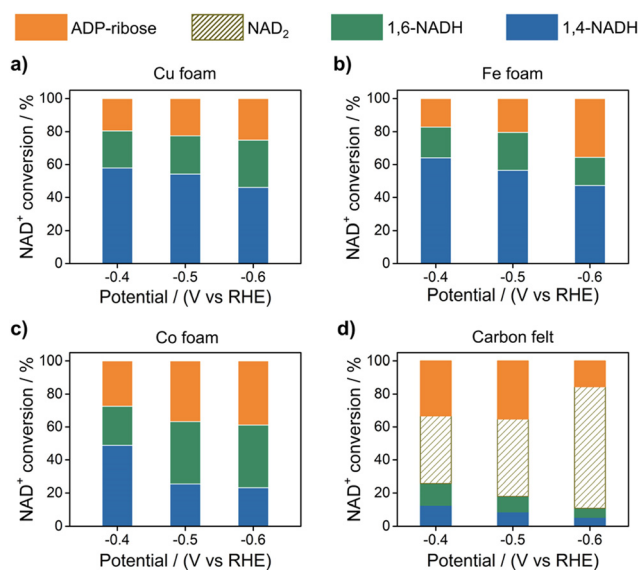 ADP-ribose NAD₂ 1,6-NADH 1,4-NADH
a) Cu foam
NAD⁺ conversion / %
100
80
60
40
20
0
-0.4 -0.5 -0.6
Potential / (V vs RHE)
b) Fe foam
NAD⁺ conversion / %
100
80
60
40
20
0
-0.4 -0.5 -0.6
Potential / (V vs RHE)
c) Co foam
NAD⁺ conversion / %
100
80
60
40
20
0
-0.4 -0.5 -0.6
Potential / (V vs RHE)
d) Carbon felt
NAD⁺ conversion / %
100
80
60
40
20
0
-0.4 -0.5 -0.6
Potential / (V vs RHE)